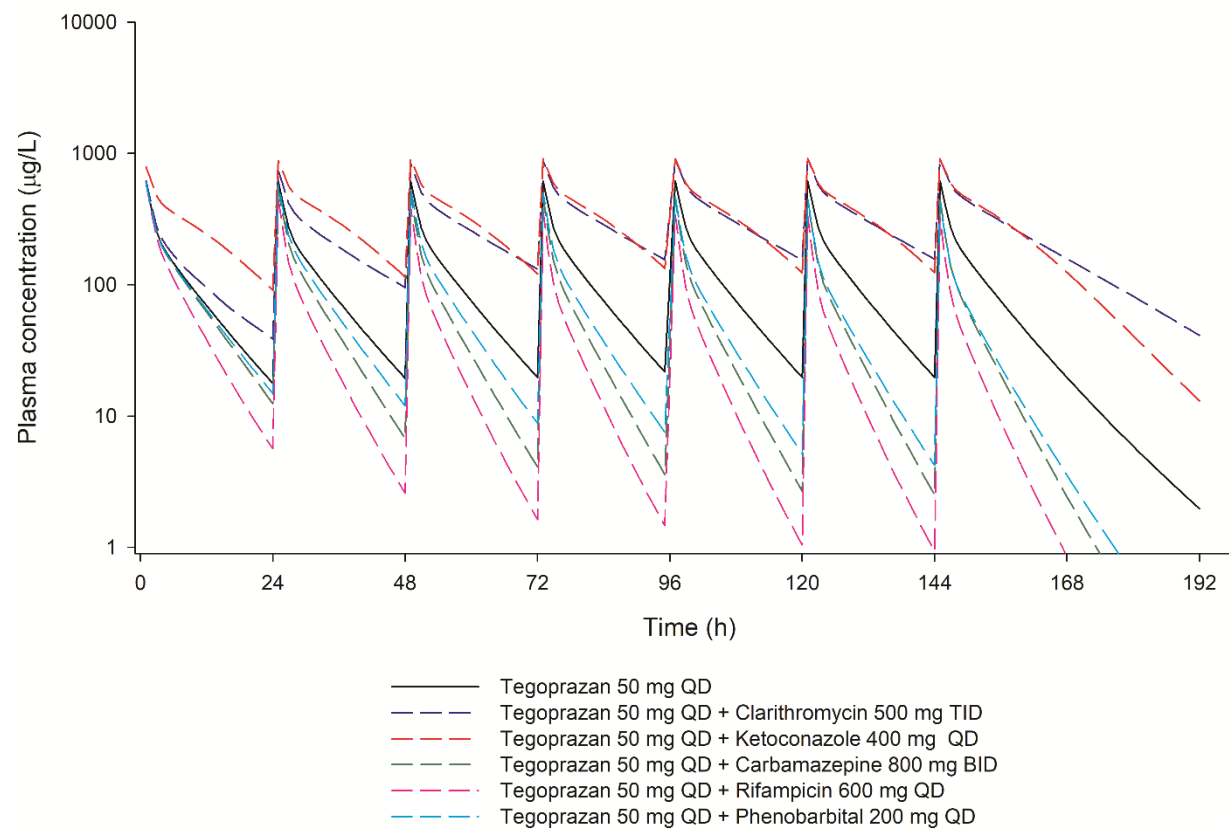 10000
1000
100
10
1
Plasma concentration (µg/L)
0 24 48 72 96 120 144 168 192
Time (h)
Tegoprazan 50 mg QD
Tegoprazan 50 mg QD + Clarithromycin 500 mg TID
Tegoprazan 50 mg QD + Ketoconazole 400 mg QD
Tegoprazan 50 mg QD + Carbamazepine 800 mg BID
Tegoprazan 50 mg QD + Rifampicin 600 mg QD
Tegoprazan 50 mg QD + Phenobarbital 200 mg QD